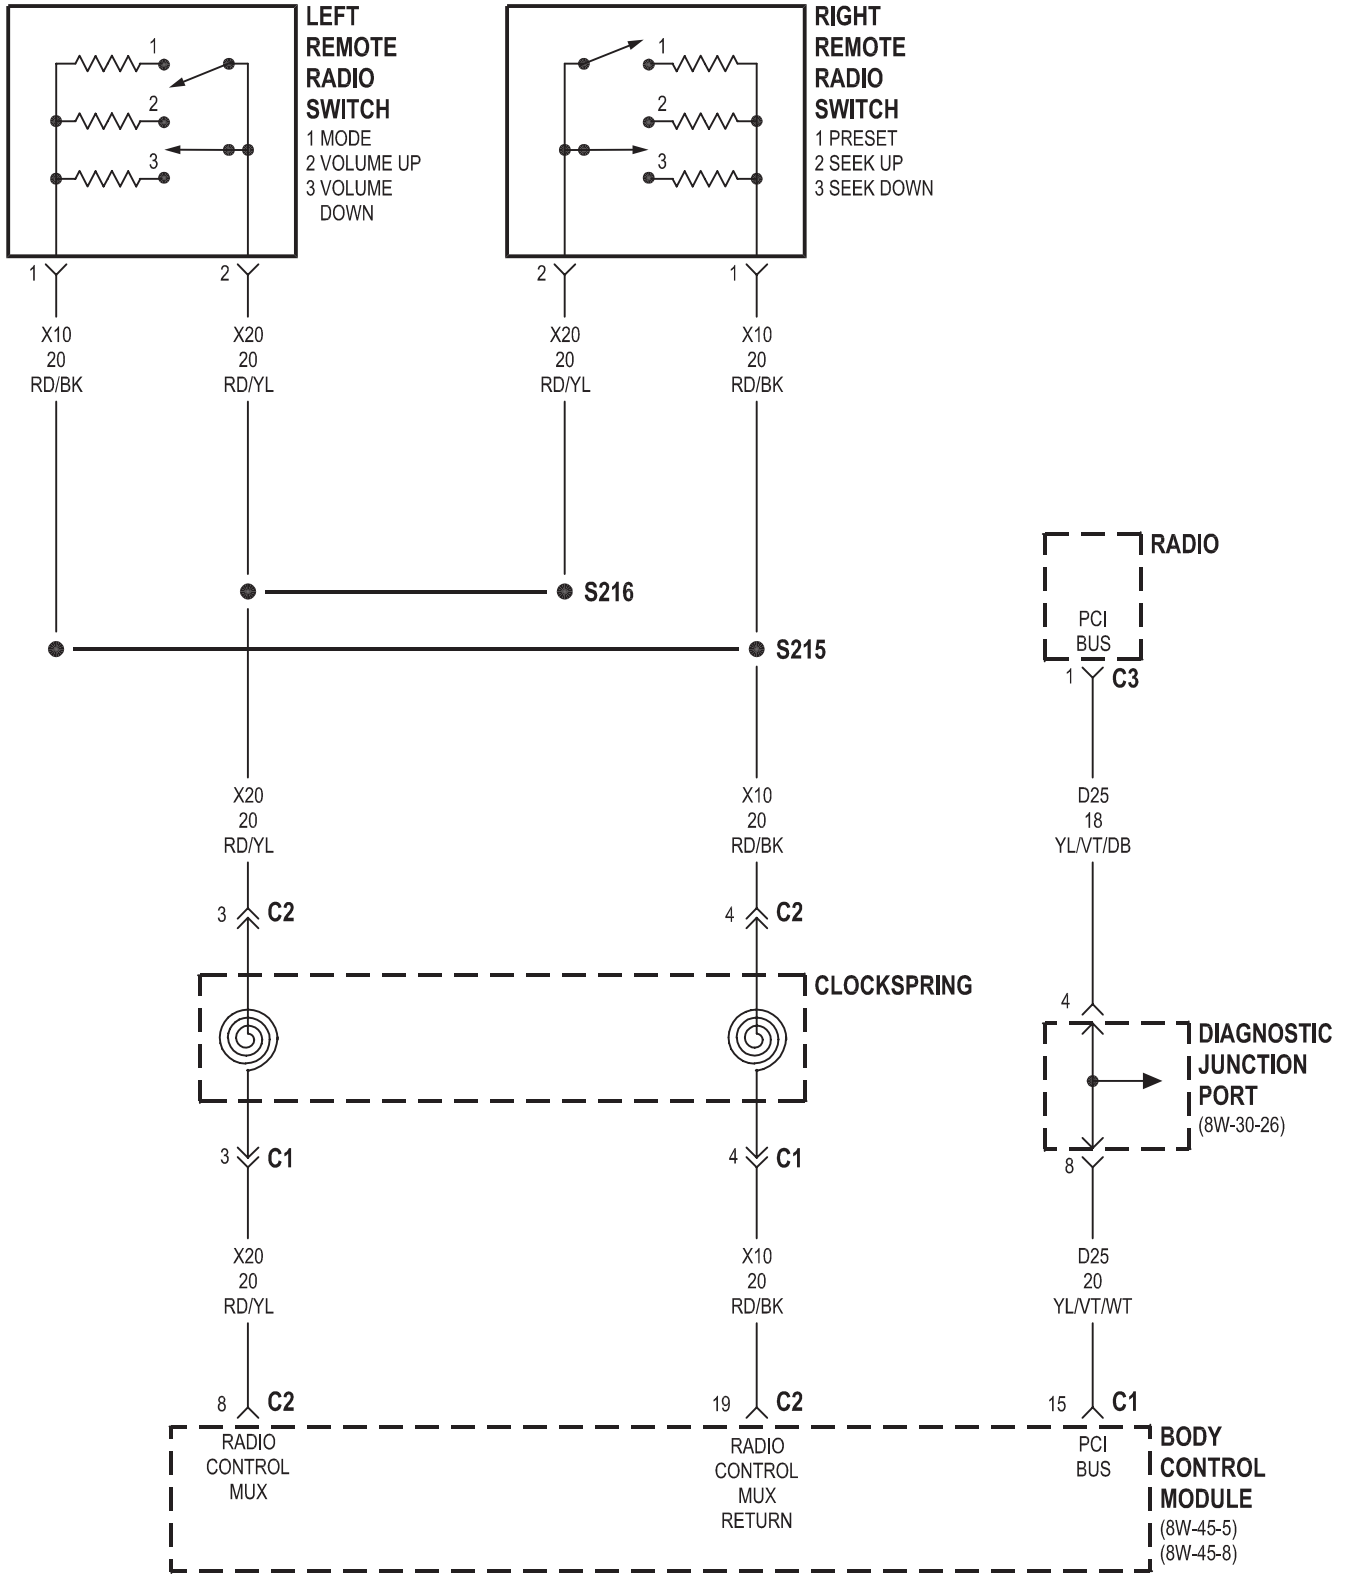 LEFT
REMOTE
RADIO
SWITCH
1 MODE
2 VOLUME UP
3 VOLUME
DOWN
1
2
3
RIGHT
REMOTE
RADIO
SWITCH
1 PRESET
2 SEEK UP
3 SEEK DOWN
1
2
3
1
2
2
1
X10
20
RD/BK
X20
20
RD/YL
X20
20
RD/YL
X10
20
RD/BK
S216
S215
RADIO
PCI
BUS
1
C3
X20
20
RD/YL
X10
20
RD/BK
D25
18
YL/VT/DB
3
C2
4
C2
CLOCKSPRING
4
DIAGNOSTIC
JUNCTION
PORT
(8W-30-26)
3
C1
4
C1
8
X20
20
RD/YL
X10
20
RD/BK
D25
20
YL/VT/WT
8
C2
19
C2
15
C1
RADIO
CONTROL
MUX
RADIO
CONTROL
MUX
RETURN
PCI
BUS
BODY
CONTROL
MODULE
(8W-45-5)
(8W-45-8)